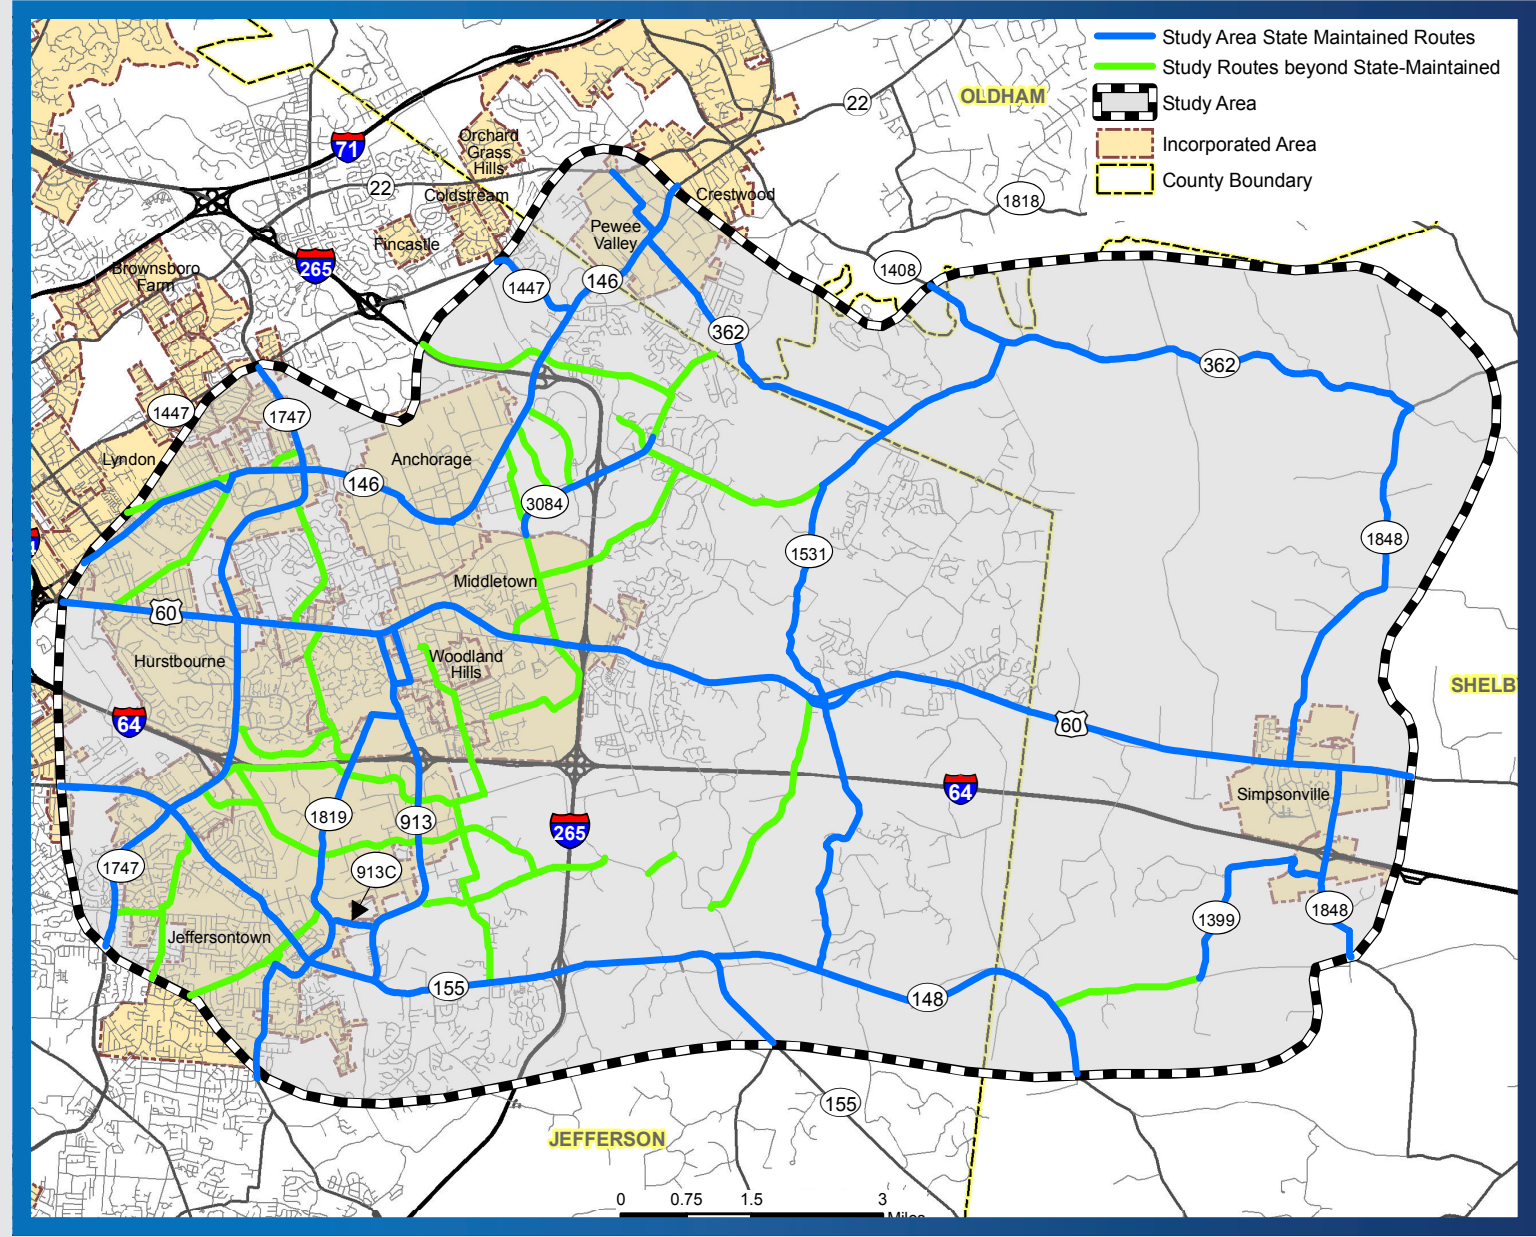 Study Area State Maintained Routes
Study Routes beyond State-Maintained
Study Area
Incorporated Area
County Boundary
OLDHAM
22
71
Orchard
Grass
Hills
22
Coldstream
Crestwood
1818
Fincastle
Pewee
Valley
Brownsboro
Farm
265
1408
1447
146
362
362
1447
1747
Lyndon
Anchorage
146
3084
1848
1531
Middletown
60
Hurstbourne
Woodland
Hills
SHELB
64
60
64
Simpsonville
1819
913
265
1747
913C
1399
1848
Jeffersontown
155
148
155
JEFFERSON
0 0.75 1.5 3
Miles